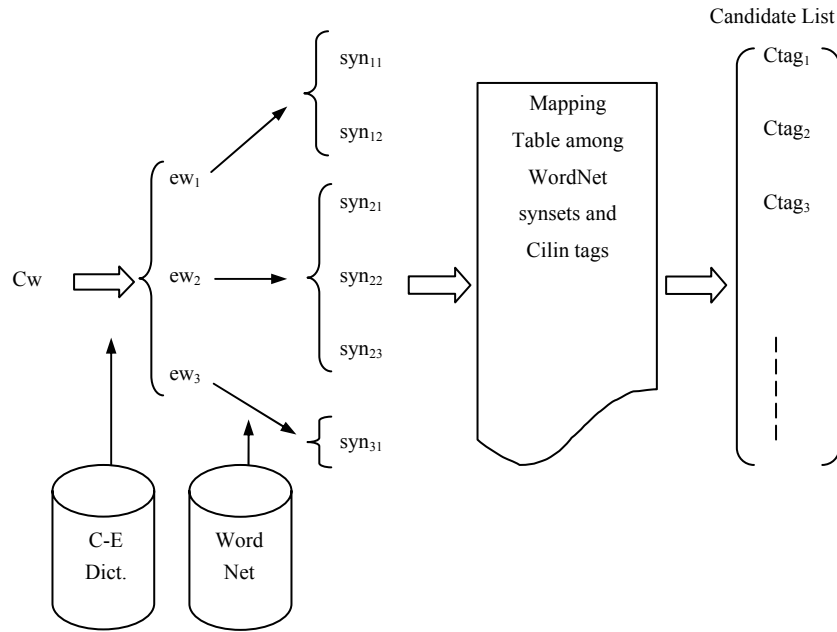 Candidate List
Ctag₁
Ctag₂
Ctag₃
syn₁₁
syn₁₂
syn₂₁
syn₂₂
syn₂₃
syn₃₁
ew₁
ew₂
ew₃
Cw
Mapping
Table among
WordNet
synsets and
Cilin tags
C-E
Dict.
Word
Net